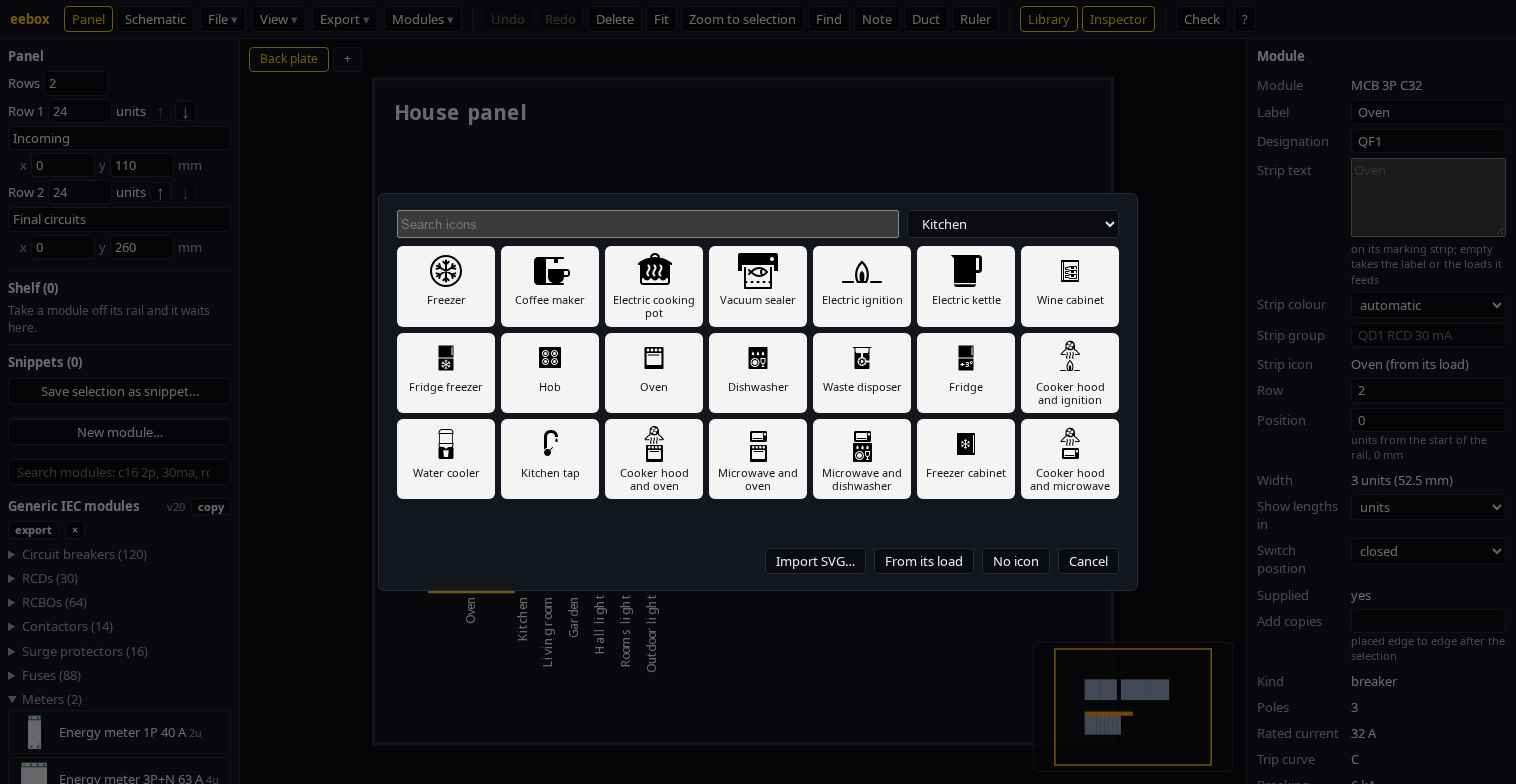 eebox
Panel
Schematic
File ▾
View ▾
Export ▾
Modules ▾
Undo
Redo
Delete
Fit
Zoom to selection
Find
Note
Duct
Ruler
Library
Inspector
Check
?
Panel
Rows 2
Row 1 24 units ↑ ↓
Incoming
x 0 y 110 mm
Row 2 24 units ↑ ↓
Final circuits
x 0 y 260 mm
Shelf (0)
Take a module off its rail and it waits
here.
Snippets (0)
Save selection as snippet...
New module...
Search modules: c16 2p, 30ma, rc
Generic IEC modules v20 copy
export ×
Circuit breakers (120)
RCDs (30)
RCBOs (64)
Contactors (14)
Surge protectors (16)
Fuses (88)
Meters (2)
Energy meter 1P 40 A 2u
Energy meter 3P+N 63 A 4u
Back plate
+
House panel
Search icons
Kitchen
Freezer
Coffee maker
Electric cooking
pot
Vacuum sealer
Electric ignition
Electric kettle
Wine cabinet
Fridge freezer
Hob
Oven
Dishwasher
Waste disposer
+3°
Fridge
Cooker hood
and ignition
Water cooler
Kitchen tap
Cooker hood
and oven
Microwave and
oven
Microwave and
dishwasher
Freezer cabinet
Cooker hood
and microwave
Import SVG...
From its load
No icon
Cancel
Oven
Kitchen
Living room
Garden
Hall light
Rooms light
Outdoor light
Module
Module MCB 3P C32
Label Oven
Designation QF1
Strip text Oven
on its marking strip; empty
takes the label or the loads it
feeds
Strip colour automatic
Strip group QD1 RCD 30 mA
Strip icon Oven (from its load)
Row 2
Position 0
units from the start of the
rail, 0 mm
Width 3 units (52.5 mm)
Show lengths
in units
Switch
position closed
Supplied yes
Add copies
placed edge to edge after the
selection
Kind breaker
Poles 3
Rated current 32 A
Trip curve C